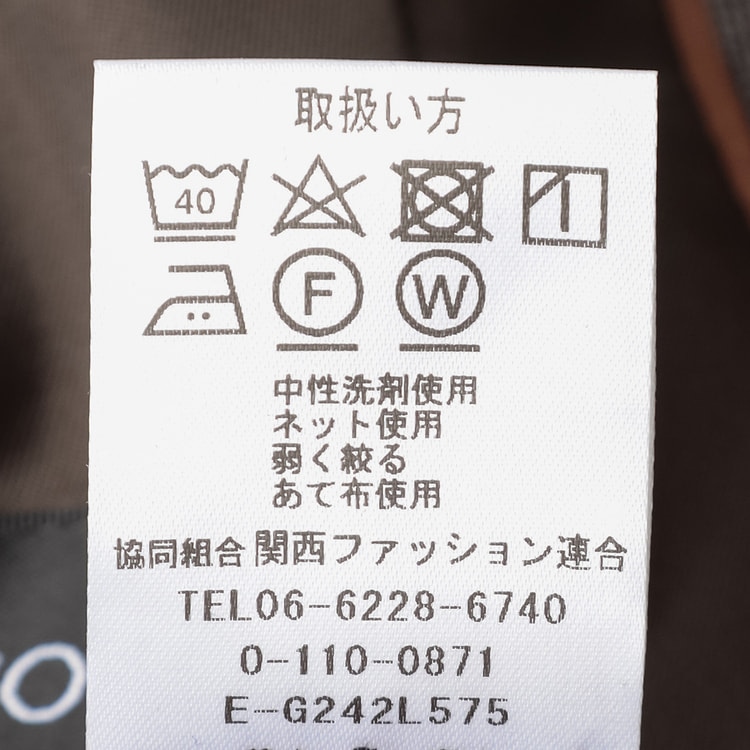 取扱い方
40
F W
中性洗剤使用
ネット使用
弱く絞る
あて布使用
協同組合関西ファッション連合
TEL06-6228-6740
0-110-0871
E-G242L575